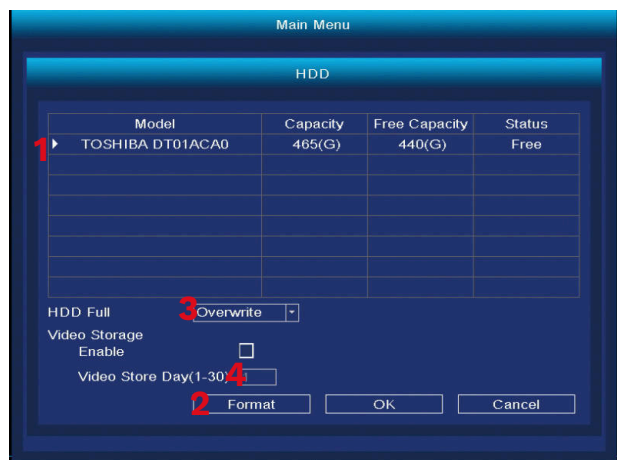 Main Menu
HDD
Model Capacity Free Capacity Status
1 TOSHIBA DT01ACA0 465(G) 440(G) Free
HDD Full 3 Overwrite
Video Storage
Enable
Video Store Day(1-30) 4
2 Format OK Cancel